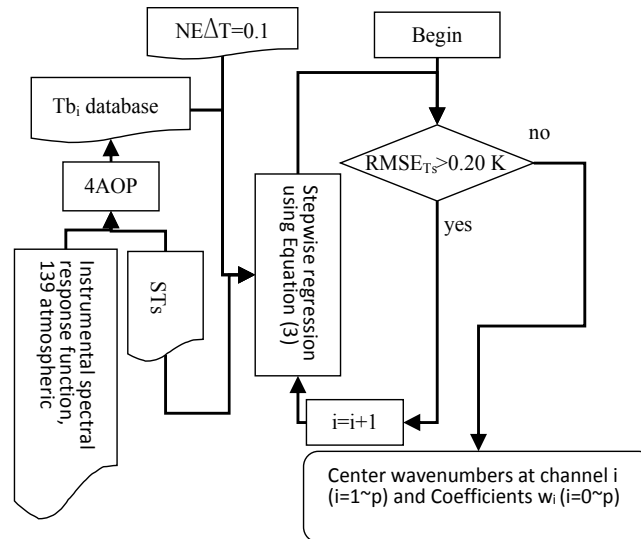 NEΔT=0.1
Begin
Tbᵢ database
no
RMSE_Ts>0.20 K
4AOP
yes
Stepwise regression
using Equation (3)
Instrumental spectral
response function,
139 atmospheric
STs
i=i+1
Center wavenumbers at channel i
(i=1~p) and Coefficients wᵢ (i=0~p)